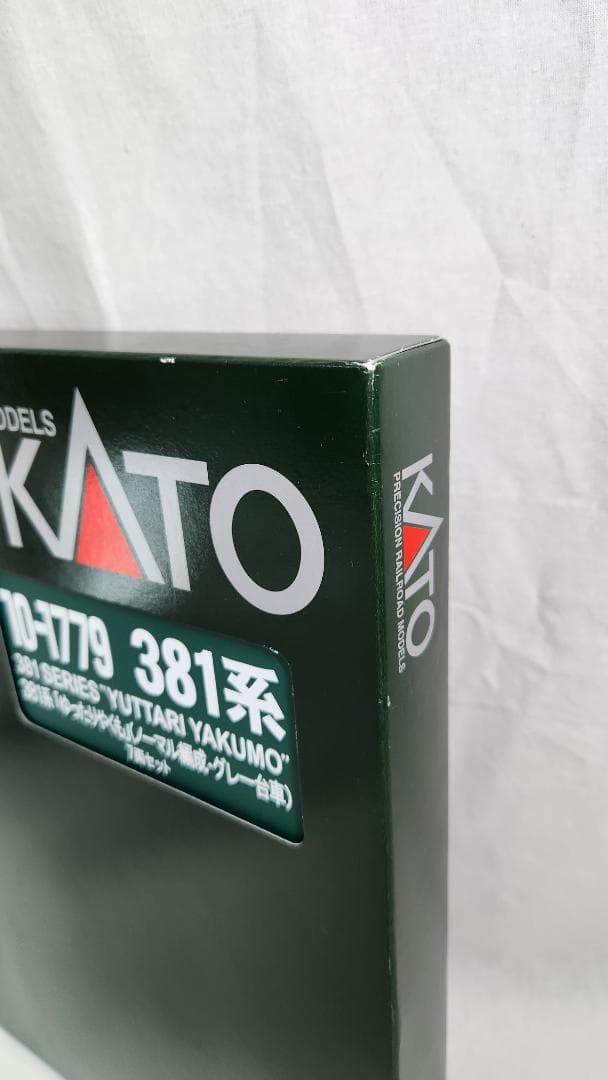 ODELS
KATO
10-1779 381系
381 SERIES "YUTTARI YAKUMO"
381系「ゆったりやくも」(ノーマル編成・グレー台車)
7両セット
KATO
PRECISION RAILROAD MODELS